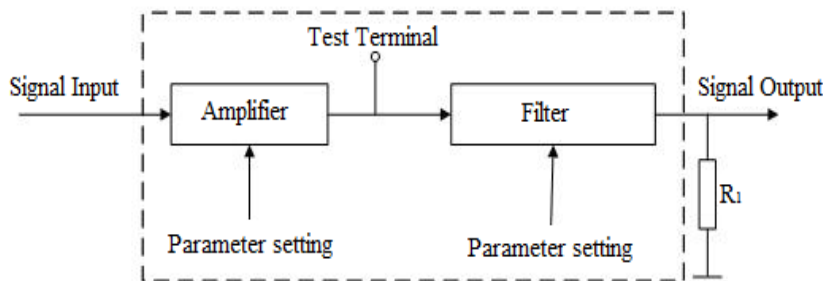 Test Terminal
Signal Input
Signal Output
Amplifier
Filter
R1
Parameter setting
Parameter setting